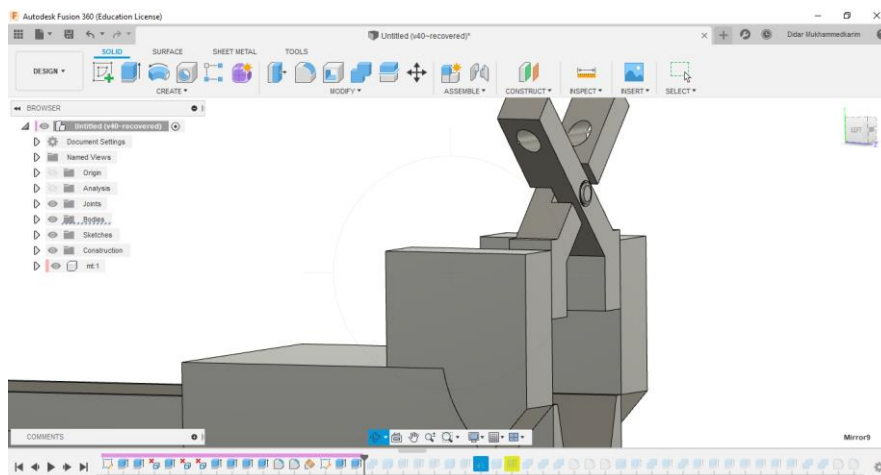 Autodesk Fusion 360 (Education License)
Untitled (v40~recovered)*
Didar Mukhammedkarim
SOLID SURFACE SHEET METAL TOOLS
DESIGN
CREATE MODIFY ASSEMBLE CONSTRUCT INSPECT INSERT SELECT
BROWSER
Untitled (v40~recovered)
Document Settings
Named Views
Origin
Analysis
Joints
Bodies
Sketches
Construction
mt:1
LEFT
COMMENTS
Mirror9